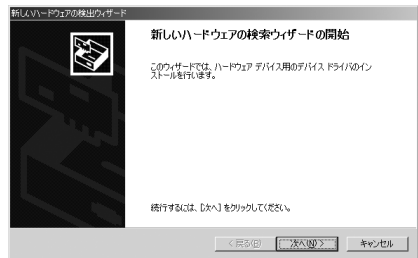 新しいハードウェアの検出ウィザード
新しいハードウェアの検索ウィザードの開始
このウィザードでは、ハードウェア デバイス用のデバイス ドライバのイン
ストールを行います。
続行するには、[次へ] をクリックしてください。
< 戻る(B)
次へ(N) >
キャンセル